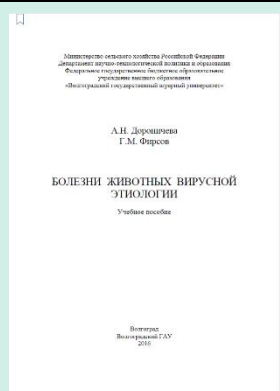 Министерство сельского хозяйства Российской Федерации
Департамент научно-технологической политики и образования
Федеральное государственное бюджетное образовательное
учреждение высшего образования
«Волгоградский государственный аграрный университет»
А.Н.
Г.М. Фирсов
БОЛЕЗНИ ЖИВОТНЫХ ВИРУСНОЙ
ЭТИОЛОГИИ
Учебное пособие
Волгоград
Волгоградский ГАУ
2016